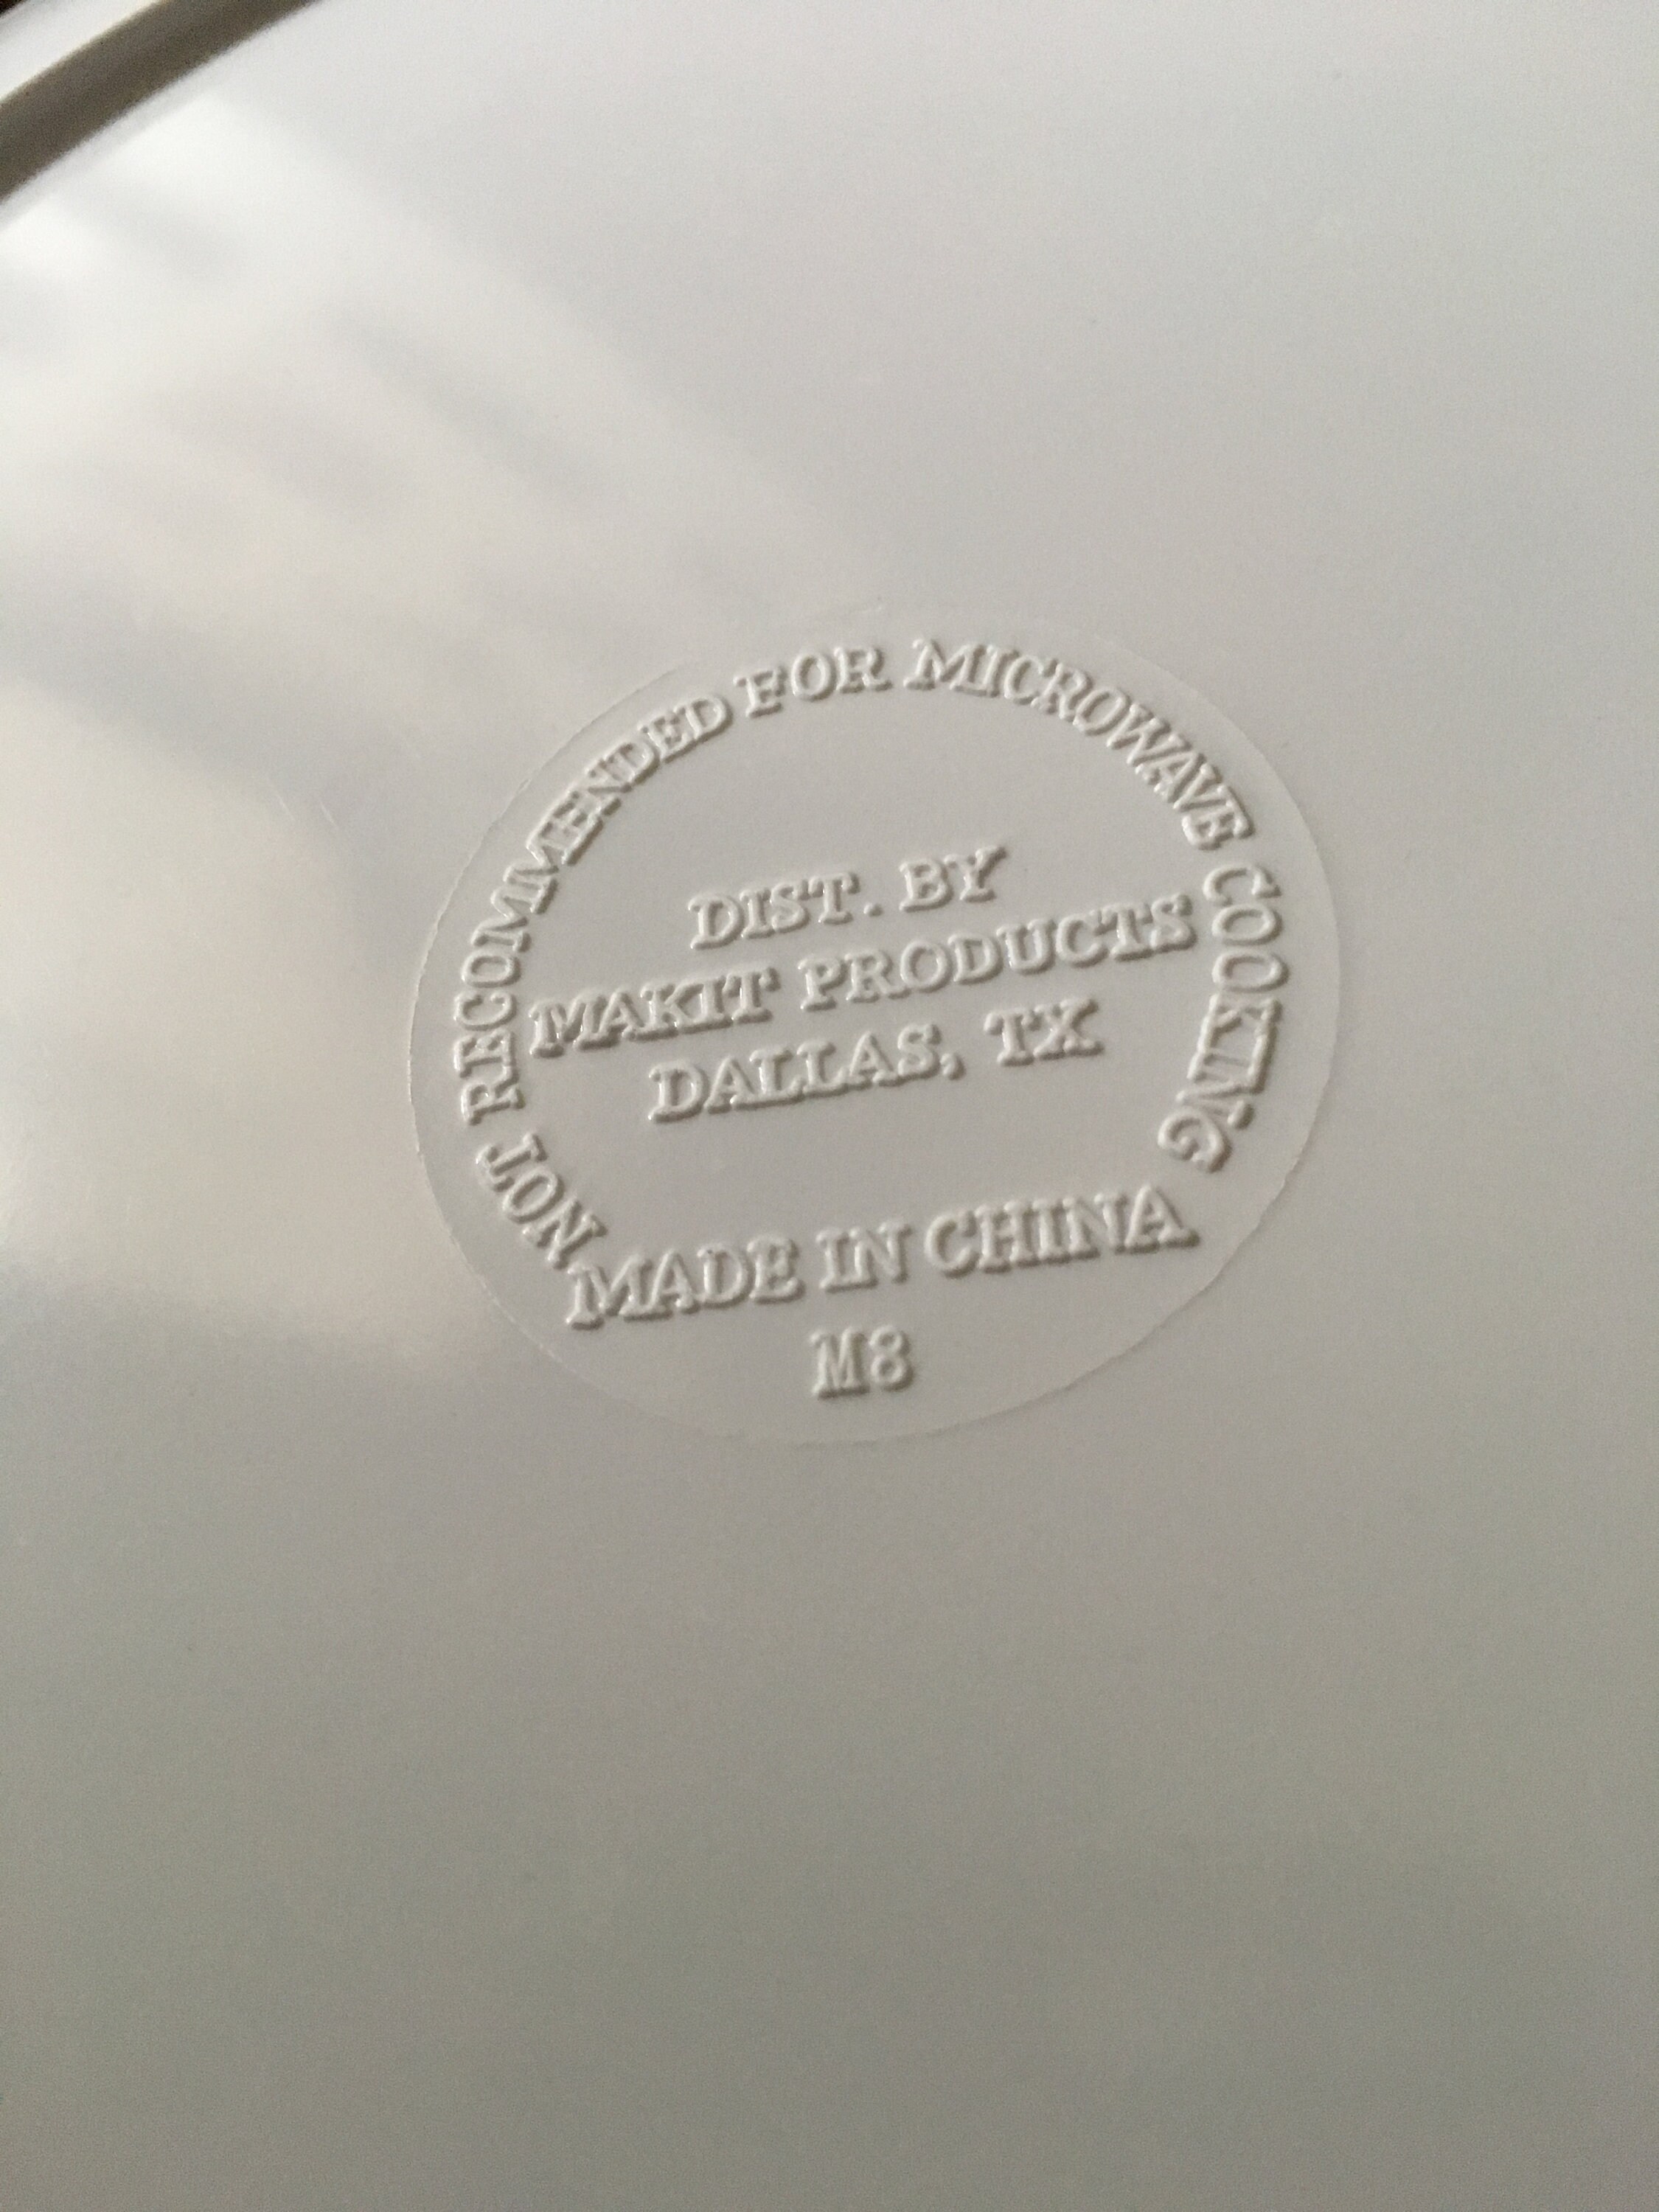 NOT RECOMMENDED FOR MICROWAVE COOKING
DIST. BY
MAKIT PRODUCTS
DALLAS, TX
MADE IN CHINA
M8